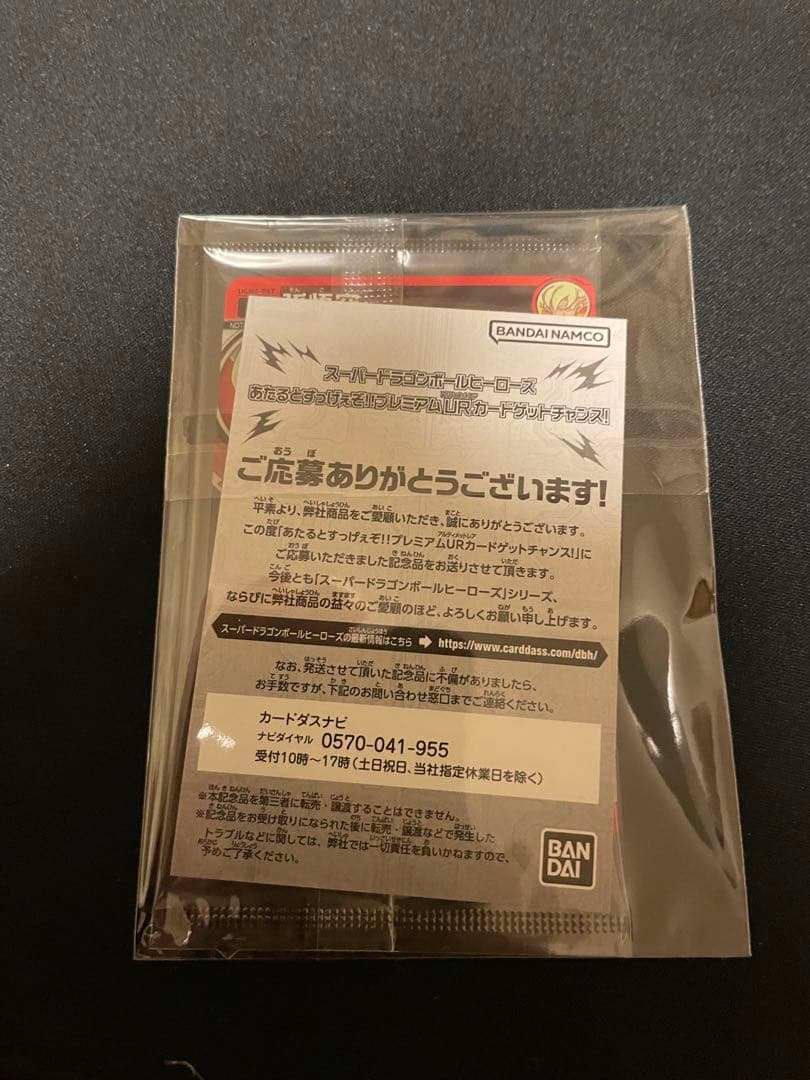 孫悟空
BANDAI NAMCO
スーパードラゴンボールヒーローズ
あたるとすっげぇぞ!!プレミアムURカードゲットチャンス!
ご応募ありがとうございます!
平素より、弊社商品をご愛顧いただき、誠にありがとうございます。
この度「あたるとすっげぇぞ!!プレミアムURカードゲットチャンス!」に
ご応募いただきました記念品をお送りさせて頂きます。
今後とも「スーパードラゴンボールヒーローズ」シリーズ、
ならびに弊社商品の益々のご愛顧のほど、よろしくお願い申し上げます。
スーパードラゴンボールヒーローズの最新情報はこちら ➡ https://www.carddass.com/dbh/
なお、発送させて頂いた記念品に不備がありましたら、
お手数ですが、下記のお問い合わせ窓口までご連絡ください。
カードダスナビ
ナビダイヤル 0570-041-955
受付10時〜17時(土日祝日、当社指定休業日を除く)
※本記念品を第三者に転売・譲渡することはできません。
※記念品をお受け取りになられた後に転売・譲渡などで発生した
トラブルなどに関しては、弊社では一切責任を負いかねますので、
予めご了承ください。
BAN
DAI